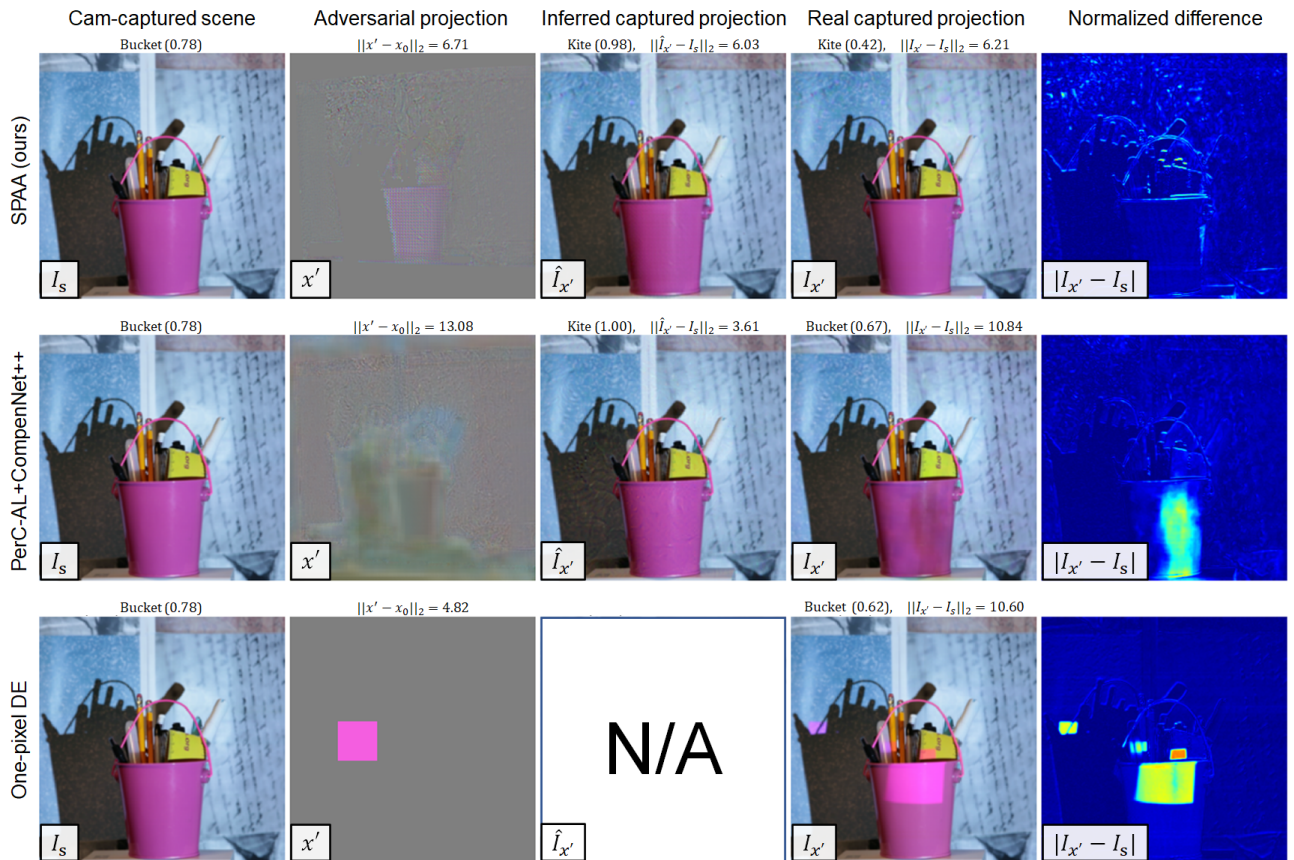 Cam-captured scene Adversarial projection Inferred captured projection Real captured projection Normalized difference
Bucket (0.78) ||x′ − x₀||₂ = 6.71 Kite (0.98), ||Î_x′ − I_s||₂ = 6.03 Kite (0.42), ||I_x′ − I_s||₂ = 6.21
SPAA (ours)
I_s x′ Î_x′ I_x′ |I_x′ − I_s|
Bucket (0.78) ||x′ − x₀||₂ = 13.08 Kite (1.00), ||Î_x′ − I_s||₂ = 3.61 Bucket (0.67), ||I_x′ − I_s||₂ = 10.84
PerC-AL+CompenNet++
I_s x′ Î_x′ I_x′ |I_x′ − I_s|
Bucket (0.78) ||x′ − x₀||₂ = 4.82 Bucket (0.62), ||I_x′ − I_s||₂ = 10.60
One-pixel DE
N/A
I_s x′ Î_x′ I_x′ |I_x′ − I_s|